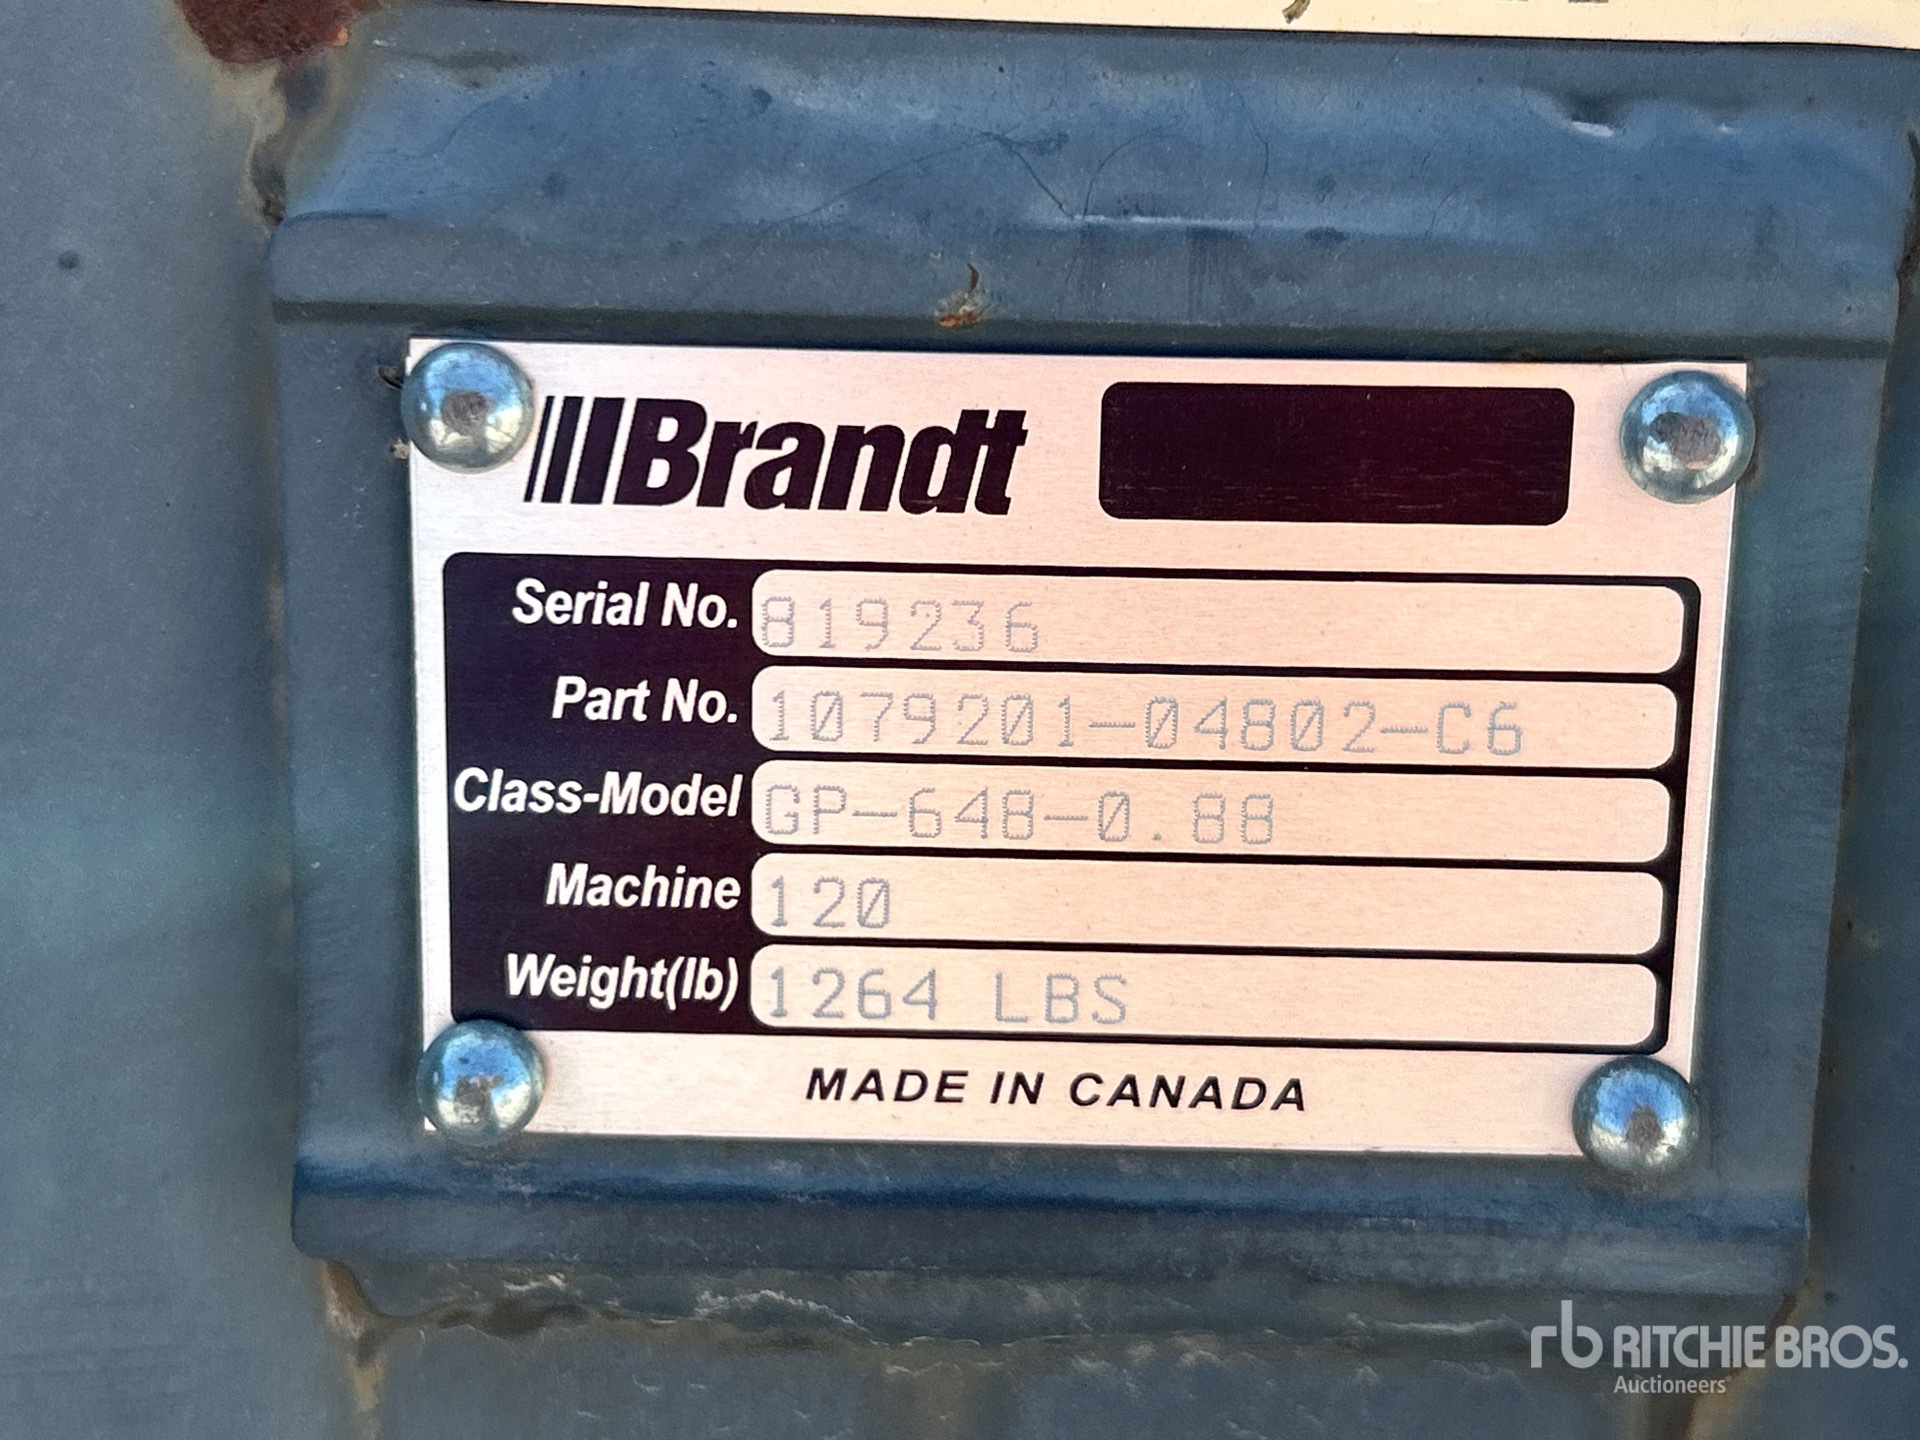 Brandt
Serial No. 819236
Part No. 1079201-04802-C6
Class-Model GP-648-0.88
Machine 120
Weight(lb) 1264 LBS
MADE IN CANADA
rb RITCHIE BROS.
Auctioneers